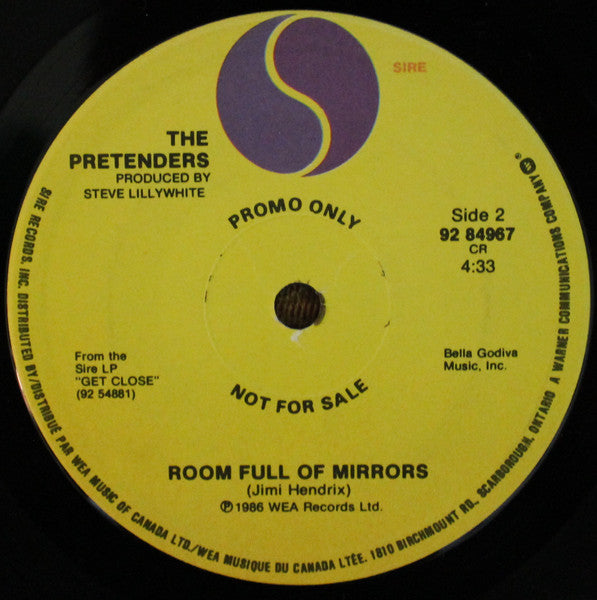 SIRE
THE
PRETENDERS
PRODUCED BY
STEVE LILLYWHITE
PROMO ONLY
Side 2
92 84967
CR
4:33
From the
Sire LP
"GET CLOSE"
(92 54881)
Bella Godiva
Music, Inc.
NOT FOR SALE
ROOM FULL OF MIRRORS
(Jimi Hendrix)
℗1986 WEA Records Ltd.
SIRE RECORDS, INC. DISTRIBUTED BY/DISTRIBUÉ PAR WEA MUSIC OF CANADA LTD./WEA MUSIQUE DU CANADA LTÉE. 1810 BIRCHMOUNT RD., SCARBOROUGH, ONTARIO A WARNER COMMUNICATIONS COMPANY